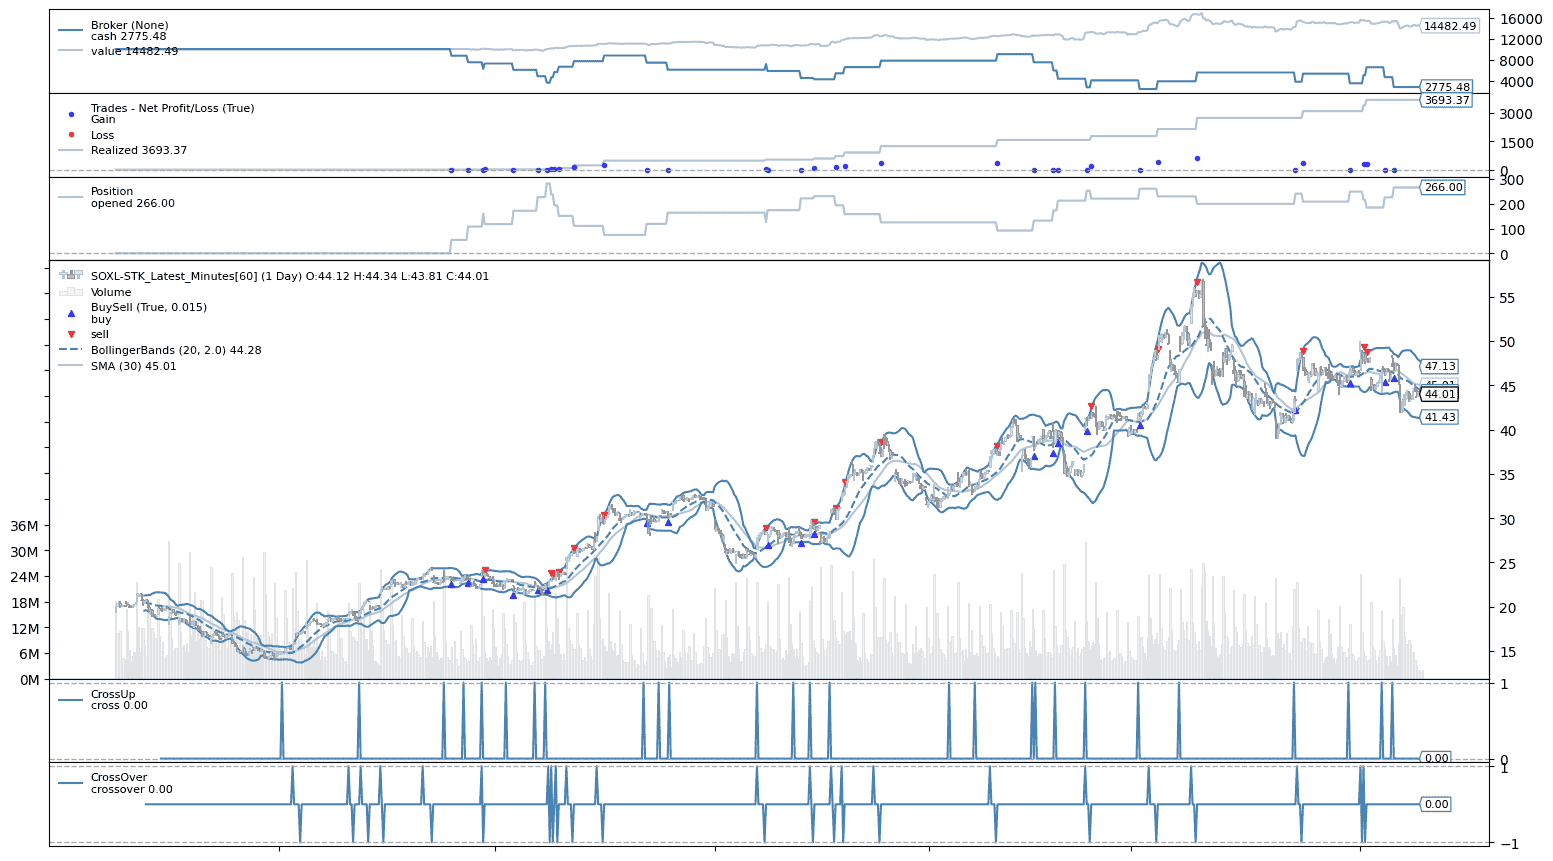 Broker (None)
cash 2775.48
value 14482.49
16000
14482.49
12000
8000
4000
2775.48
Trades - Net Profit/Loss (True)
Gain
Loss
Realized 3693.37
3693.37
3000
1500
0
Position
opened 266.00
300
266.00
200
100
0
SOXL-STK_Latest_Minutes[60] (1 Day) O:44.12 H:44.34 L:43.81 C:44.01
Volume
BuySell (True, 0.015)
buy
sell
BollingerBands (20, 2.0) 44.28
SMA (30) 45.01
55
50
47.13
45
45.01
44.01
41.43
40
35
30
25
20
15
36M
30M
24M
18M
12M
6M
0M
CrossUp
cross 0.00
1
0.00
0
CrossOver
crossover 0.00
1
0.00
−1